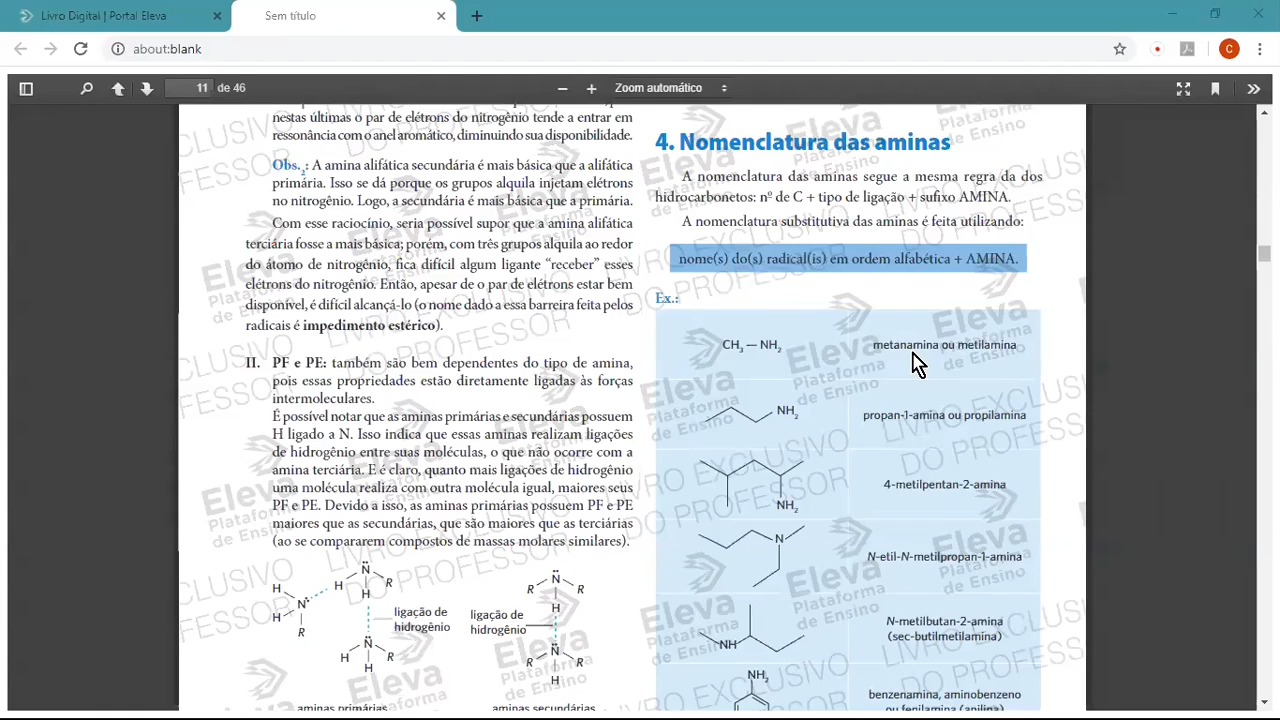 Livro Digital | Portal Eleva
Sem título
about:blank
C
11 de 46
Zoom automático
nestas últimas o par de elétrons do nitrogênio tende a entrar em
ressonância com o anel aromático, diminuindo sua disponibilidade.
Obs.2: A amina alifática secundária é mais básica que a alifática
primária. Isso se dá porque os grupos alquila injetam elétrons
no nitrogênio. Logo, a secundária é mais básica que a primária.
Com esse raciocínio, seria possível supor que a amina alifática
terciária fosse a mais básica; porém, com três grupos alquila ao redor
do átomo de nitrogênio, fica difícil algum ligante “receber” esses
elétrons do nitrogênio. Então, apesar de o par de elétrons estar bem
disponível, é difícil alcançá-lo (o nome dado a essa barreira feita pelos
radicais é impedimento estérico).
II. PF e PE: também são bem dependentes do tipo de amina,
pois essas propriedades estão diretamente ligadas às forças
intermoleculares.
É possível notar que as aminas primárias e secundárias possuem
H ligado a N. Isso indica que essas aminas realizam ligações
de hidrogênio entre suas moléculas, o que não ocorre com a
amina terciária. E é claro, quanto mais ligações de hidrogênio
uma molécula realiza com outra molécula igual, maiores seus
PF e PE. Devido a isso, as aminas primárias possuem PF e PE
maiores que as secundárias, que são maiores que as terciárias
(ao se compararem compostos de massas molares similares).
H
H
N
R
H
N
R
H
N
H
R
H
ligação de
hidrogênio
aminas primárias
ligação de
hidrogênio
R
N
R
H
N
R
R
H
aminas secundárias
4. Nomenclatura das aminas
A nomenclatura das aminas segue a mesma regra da dos
hidrocarbonetos: nº de C + tipo de ligação + sufixo AMINA.
A nomenclatura substitutiva das aminas é feita utilizando:
nome(s) do(s) radical(is) em ordem alfabética + AMINA.
Ex.:
CH3 — NH2
metanamina ou metilamina
NH2
propan-1-amina ou propilamina
NH2
4-metilpentan-2-amina
N
N-etil-N-metilpropan-1-amina
NH
N-metilbutan-2-amina
(sec-butilmetilamina)
NH2
benzenamina, aminobenzeno
ou fenilamina (anilina)
Eleva
Plataforma
de Ensino
LIVRO EXCLUSIVO
DO PROFESSOR